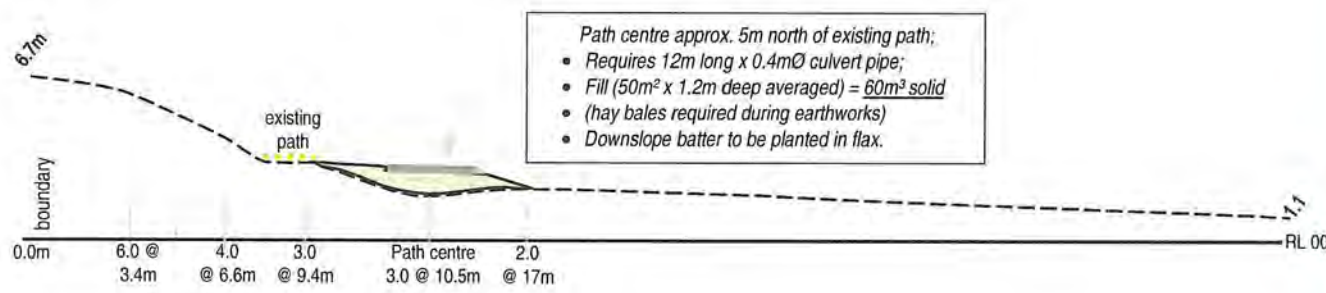 6.7m
Path centre approx. 5m north of existing path;
• Requires 12m long x 0.4mØ culvert pipe;
• Fill (50m² x 1.2m deep averaged) = 60m³ solid
• (hay bales required during earthworks)
• Downslope batter to be planted in flax.
existing
path
boundary
1.1
RL 00
0.0m
6.0 @
3.4m
4.0
@ 6.6m
3.0
@ 9.4m
Path centre
3.0 @ 10.5m
2.0
@ 17m